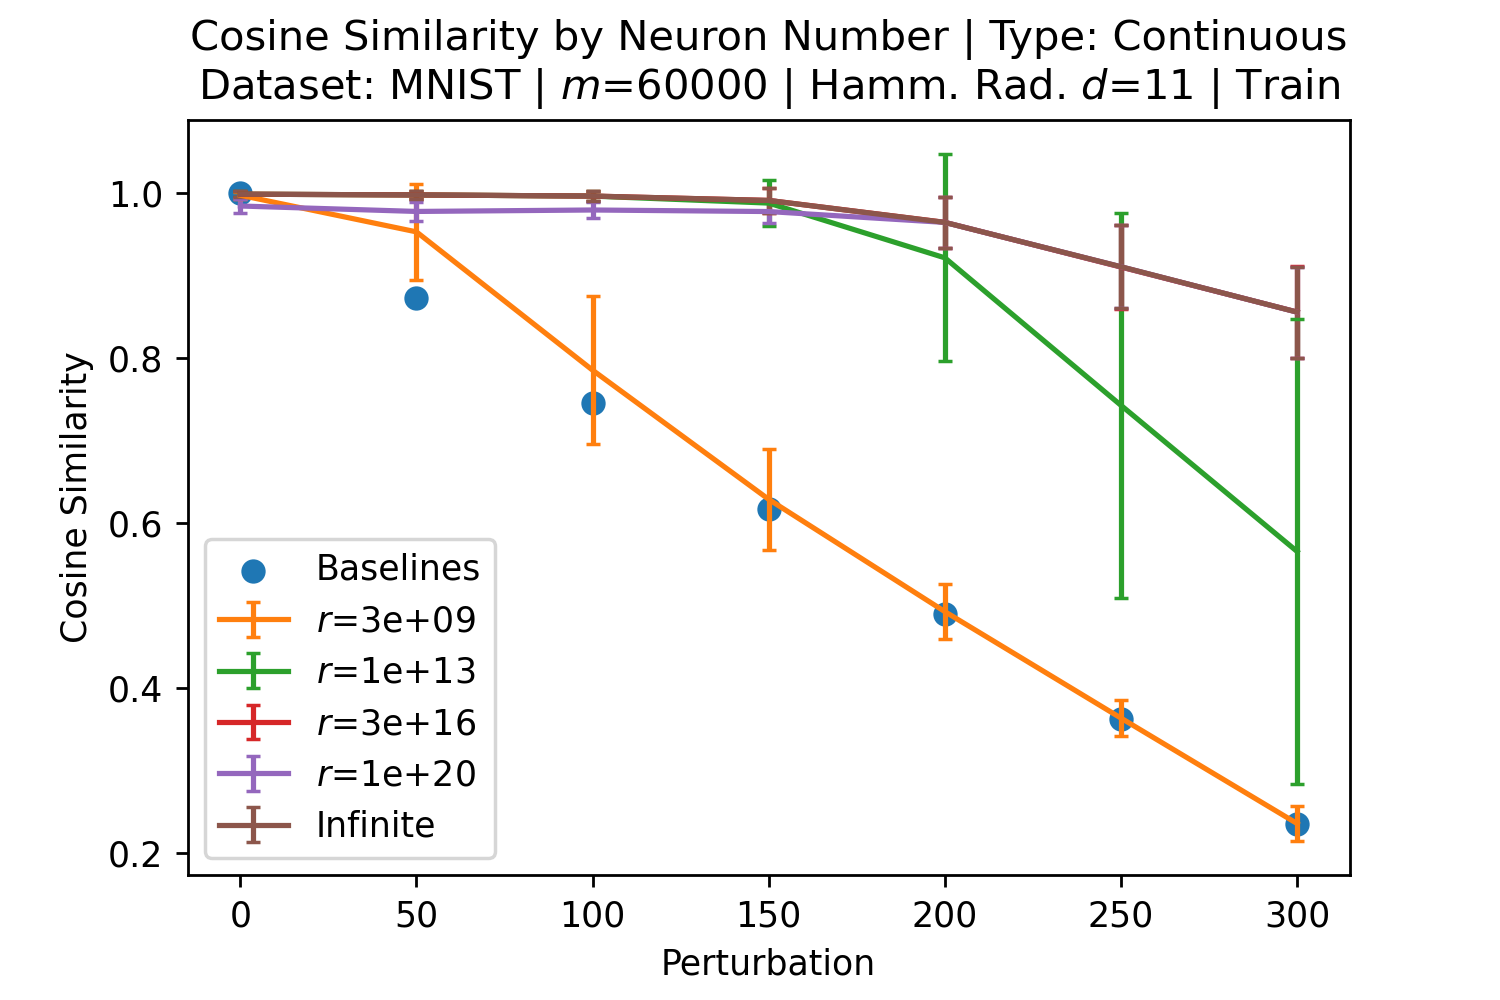 Cosine Similarity by Neuron Number | Type: Continuous
Dataset: MNIST | m=60000 | Hamm. Rad. d=11 | Train
Cosine Similarity
1.0
0.8
0.6
0.4
0.2
Baselines
r=3e+09
r=1e+13
r=3e+16
r=1e+20
Infinite
0 50 100 150 200 250 300
Perturbation